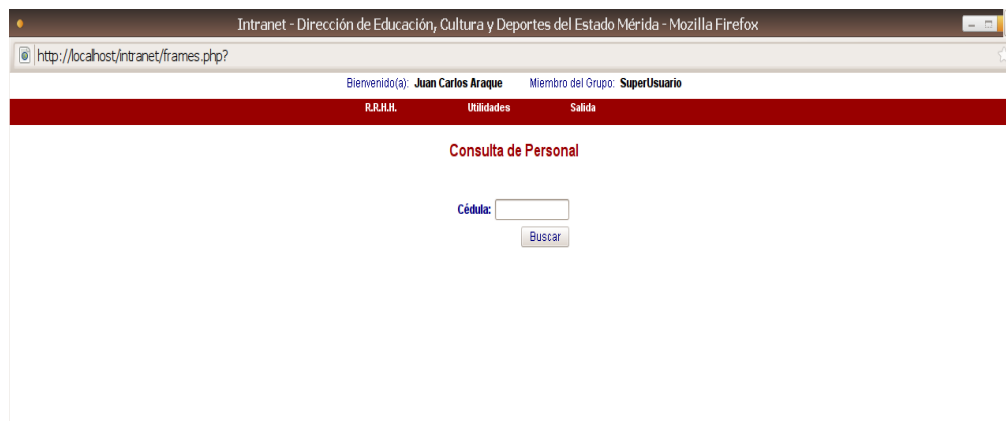 Intranet - Dirección de Educación, Cultura y Deportes del Estado Mérida - Mozilla Firefox
http://localhost/intranet/frames.php?
Bienvenido(a): Juan Carlos Araque Miembro del Grupo: SuperUsuario
R.R.H.H. Utilidades Salida
Consulta de Personal
Cédula:
Buscar